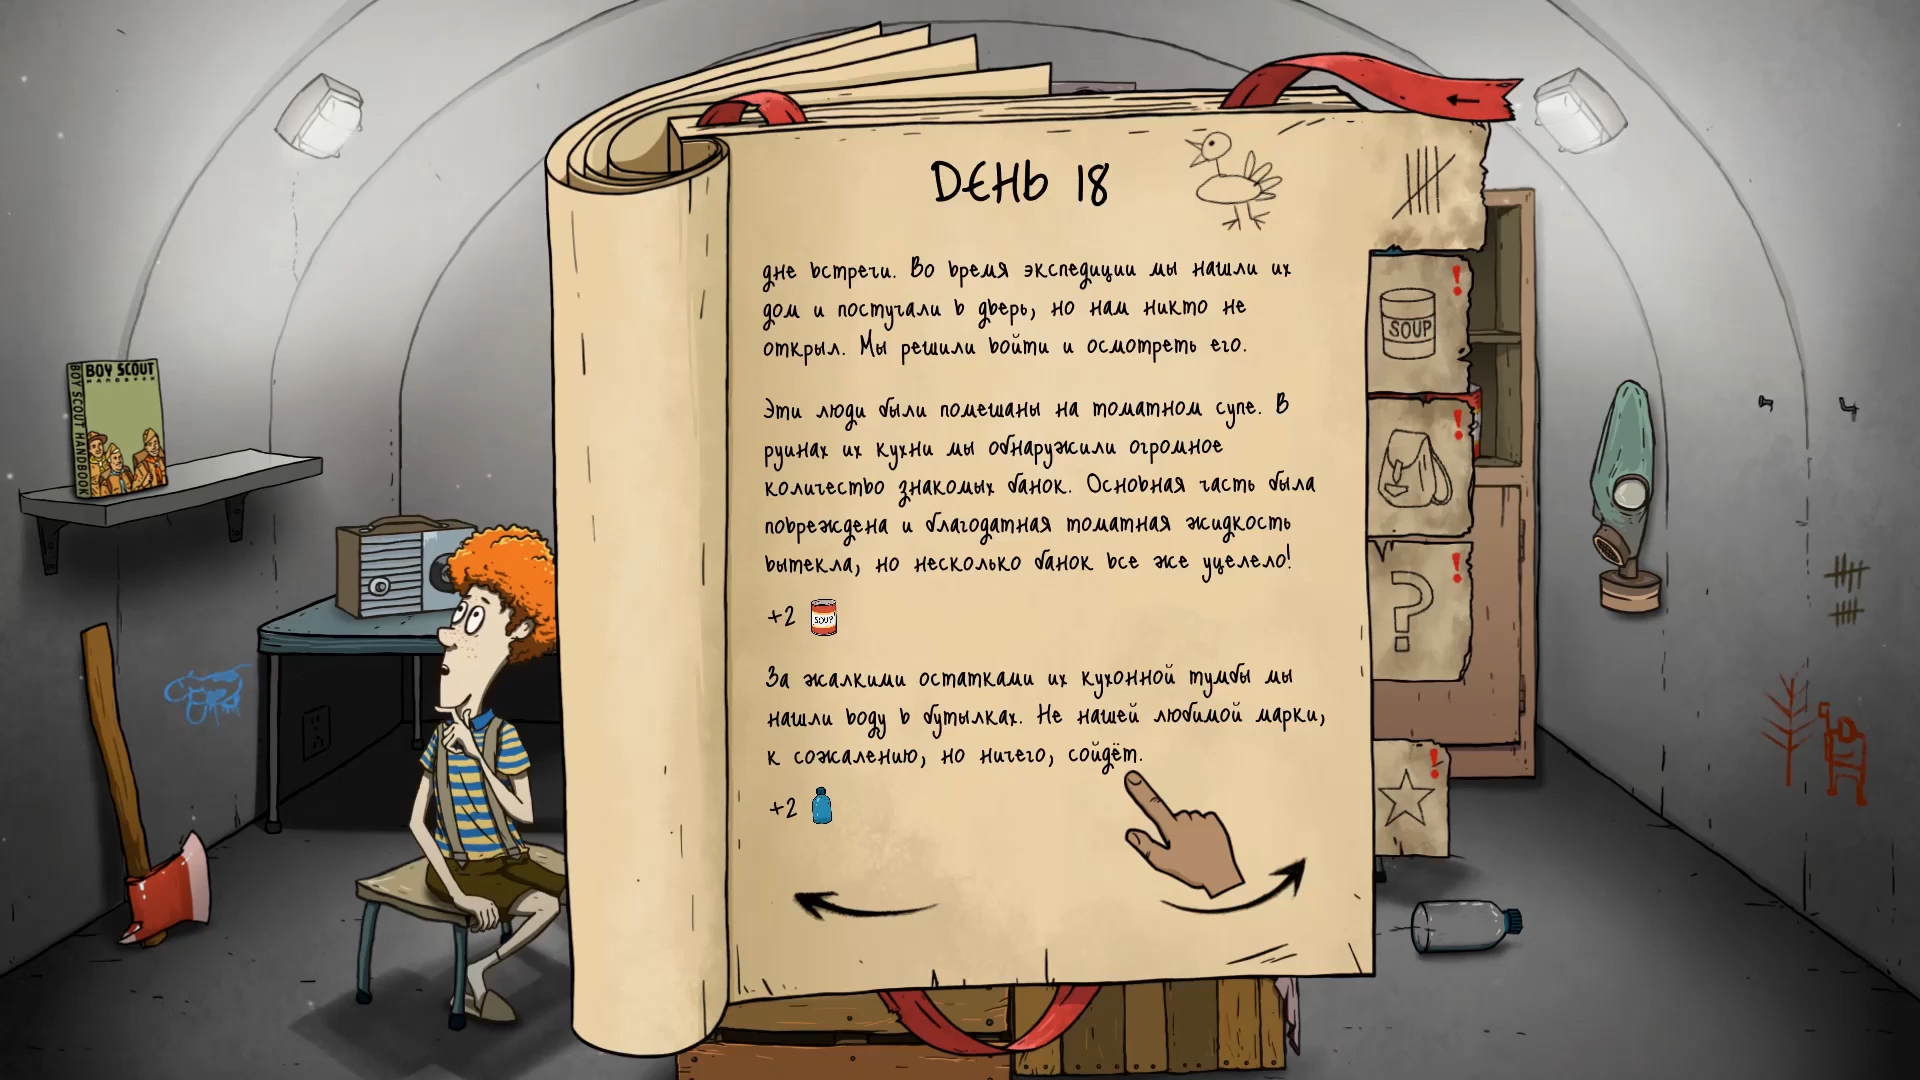 ДЕНЬ 18
дне встречи. Во время экспедиции мы нашли их
дом и постучали в дверь, но нам никто не
открыл. Мы решили войти и осмотреть его.
Эти люди были помешаны на томатном супе. В
руинах их кухни мы обнаружили огромное
количество знакомых банок. Основная часть была
повреждена и благодатная томатная жидкость
вытекла, но несколько банок все же уцелело!
+2 SOUP
За жалкими остатками их кухонной тумбы мы
нашли воду в бутылках. Не нашей любимой марки,
к сожалению, но ничего, сойдёт.
+2
!
SOUP
!
!
?
!
BOY SCOUT
HANDBOOK
BOY SCOUT HANDBOOK